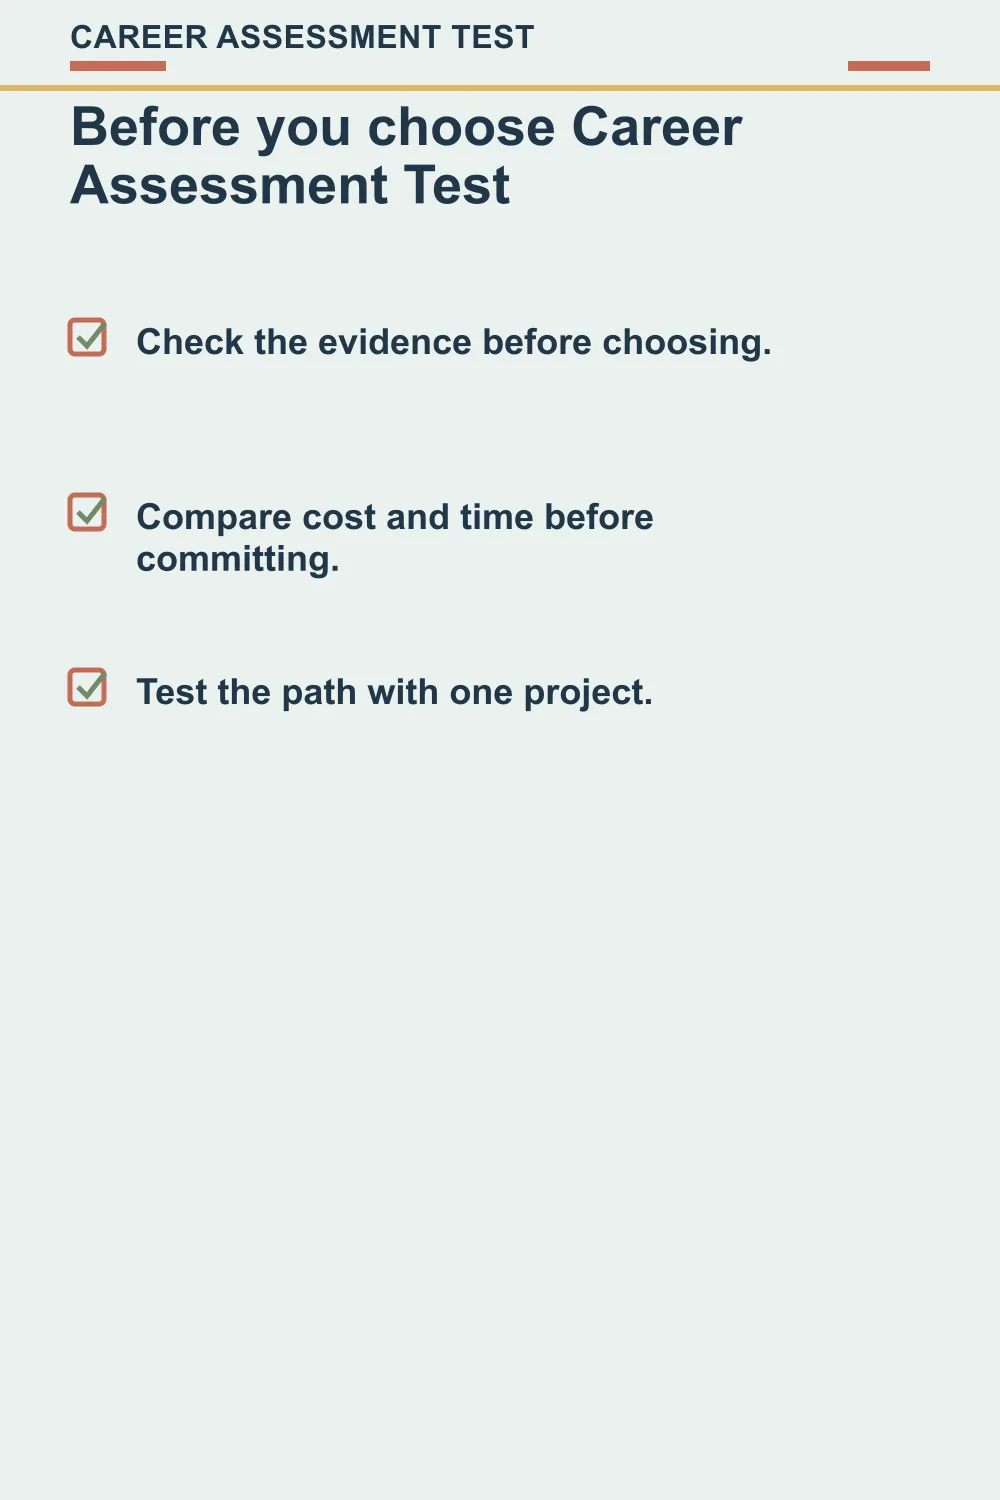 CAREER ASSESSMENT TEST
Before you choose Career
Assessment Test
Check the evidence before choosing.
Compare cost and time before
committing.
Test the path with one project.